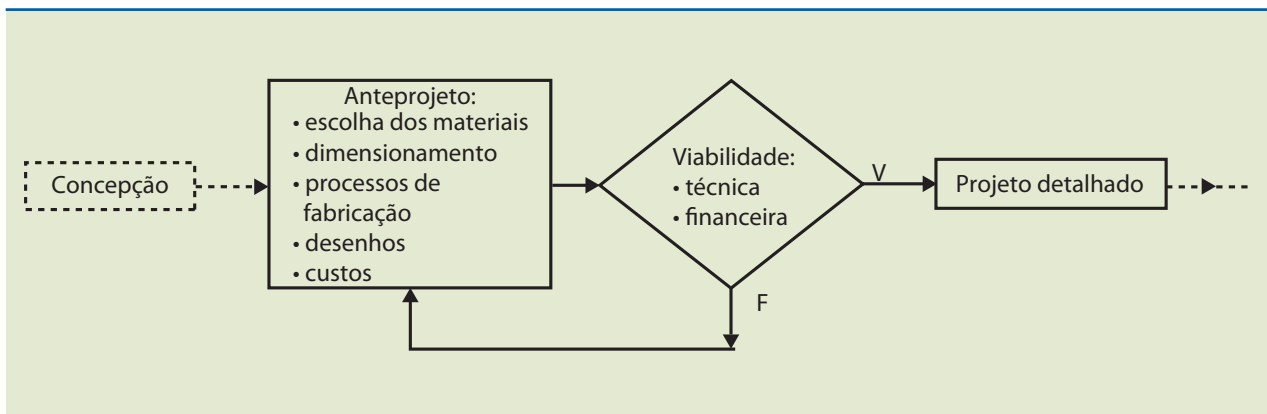 Concepção
Anteprojeto:
• escolha dos materiais
• dimensionamento
• processos de
fabricação
• desenhos
• custos
Viabilidade:
• técnica
• financeira
V
F
Projeto detalhado